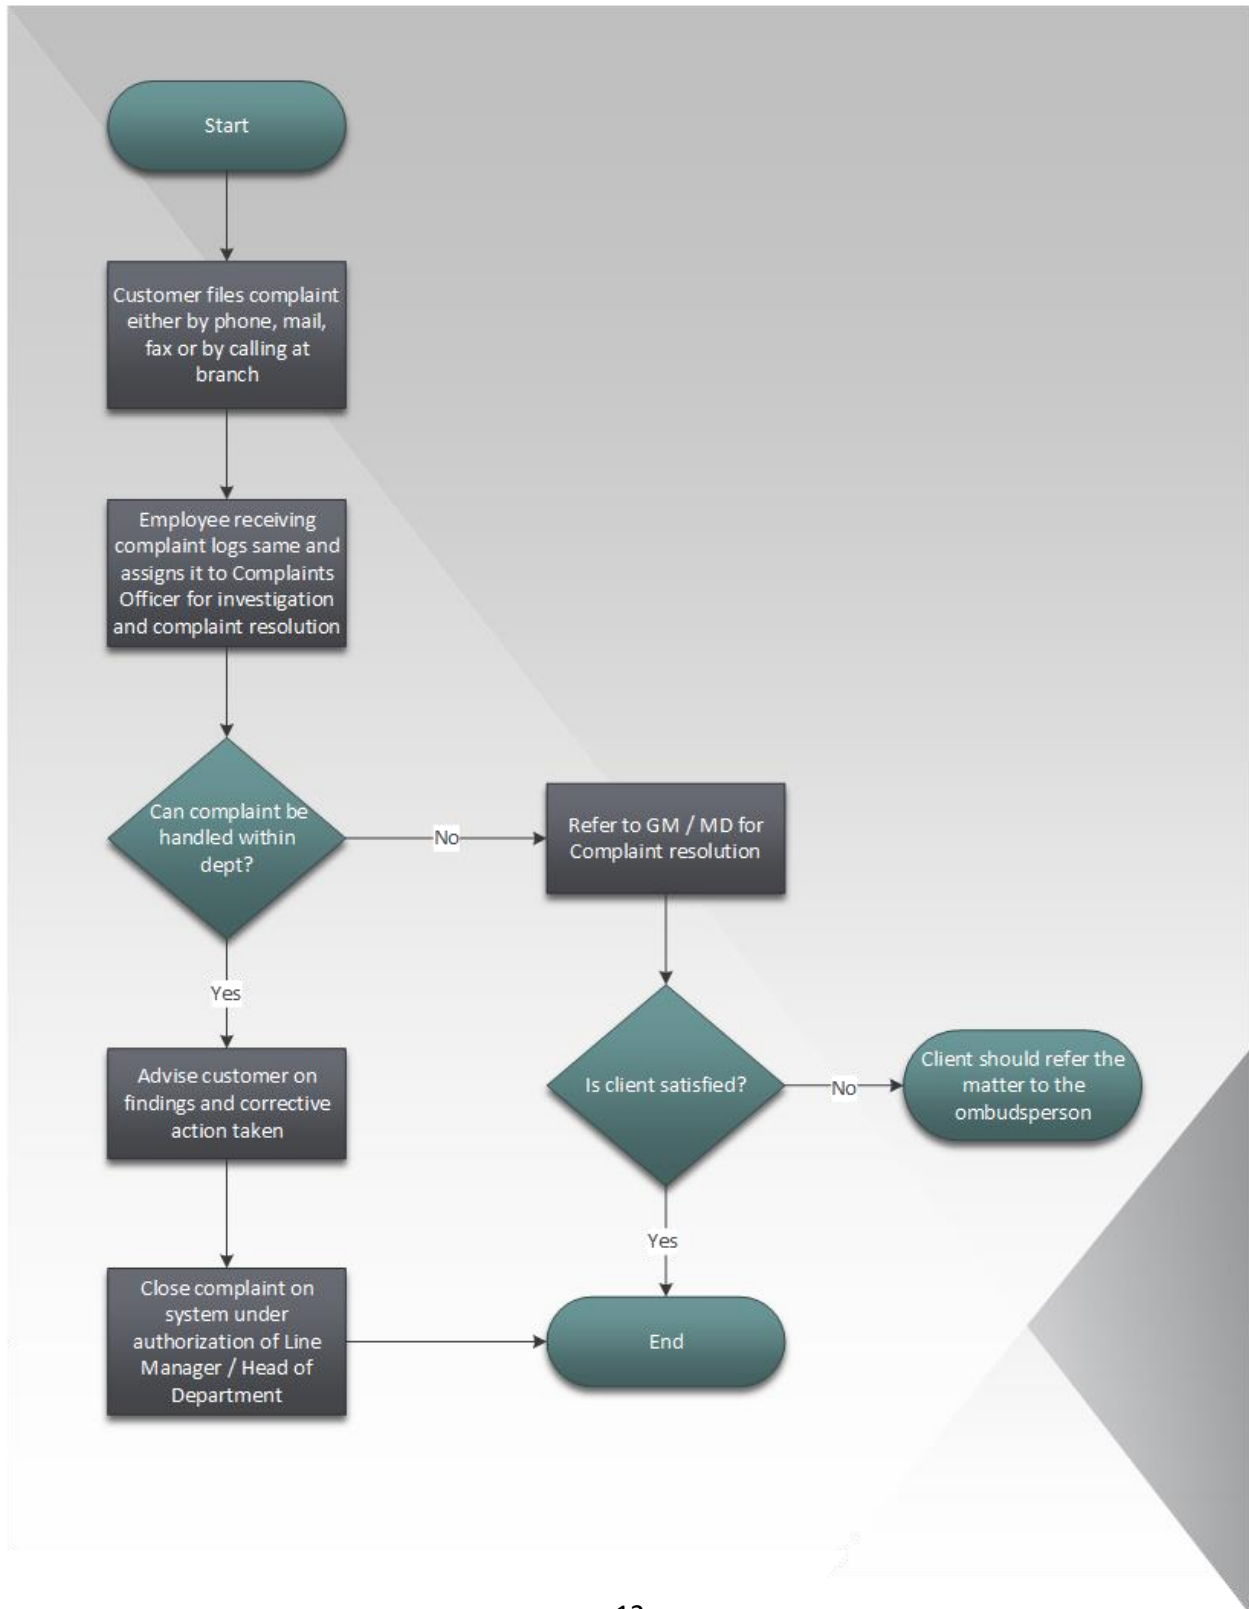 Start
Customer files complaint
either by phone, mail,
fax or by calling at
branch
Employee receiving
complaint logs same and
assigns it to Complaints
Officer for investigation
and complaint resolution
Can complaint be
handled within
dept?
No
Refer to GM / MD for
Complaint resolution
Yes
Is client satisfied?
No
Client should refer the
matter to the
ombudsperson
Advise customer on
findings and corrective
action taken
Yes
Close complaint on
system under
authorization of Line
Manager / Head of
Department
End